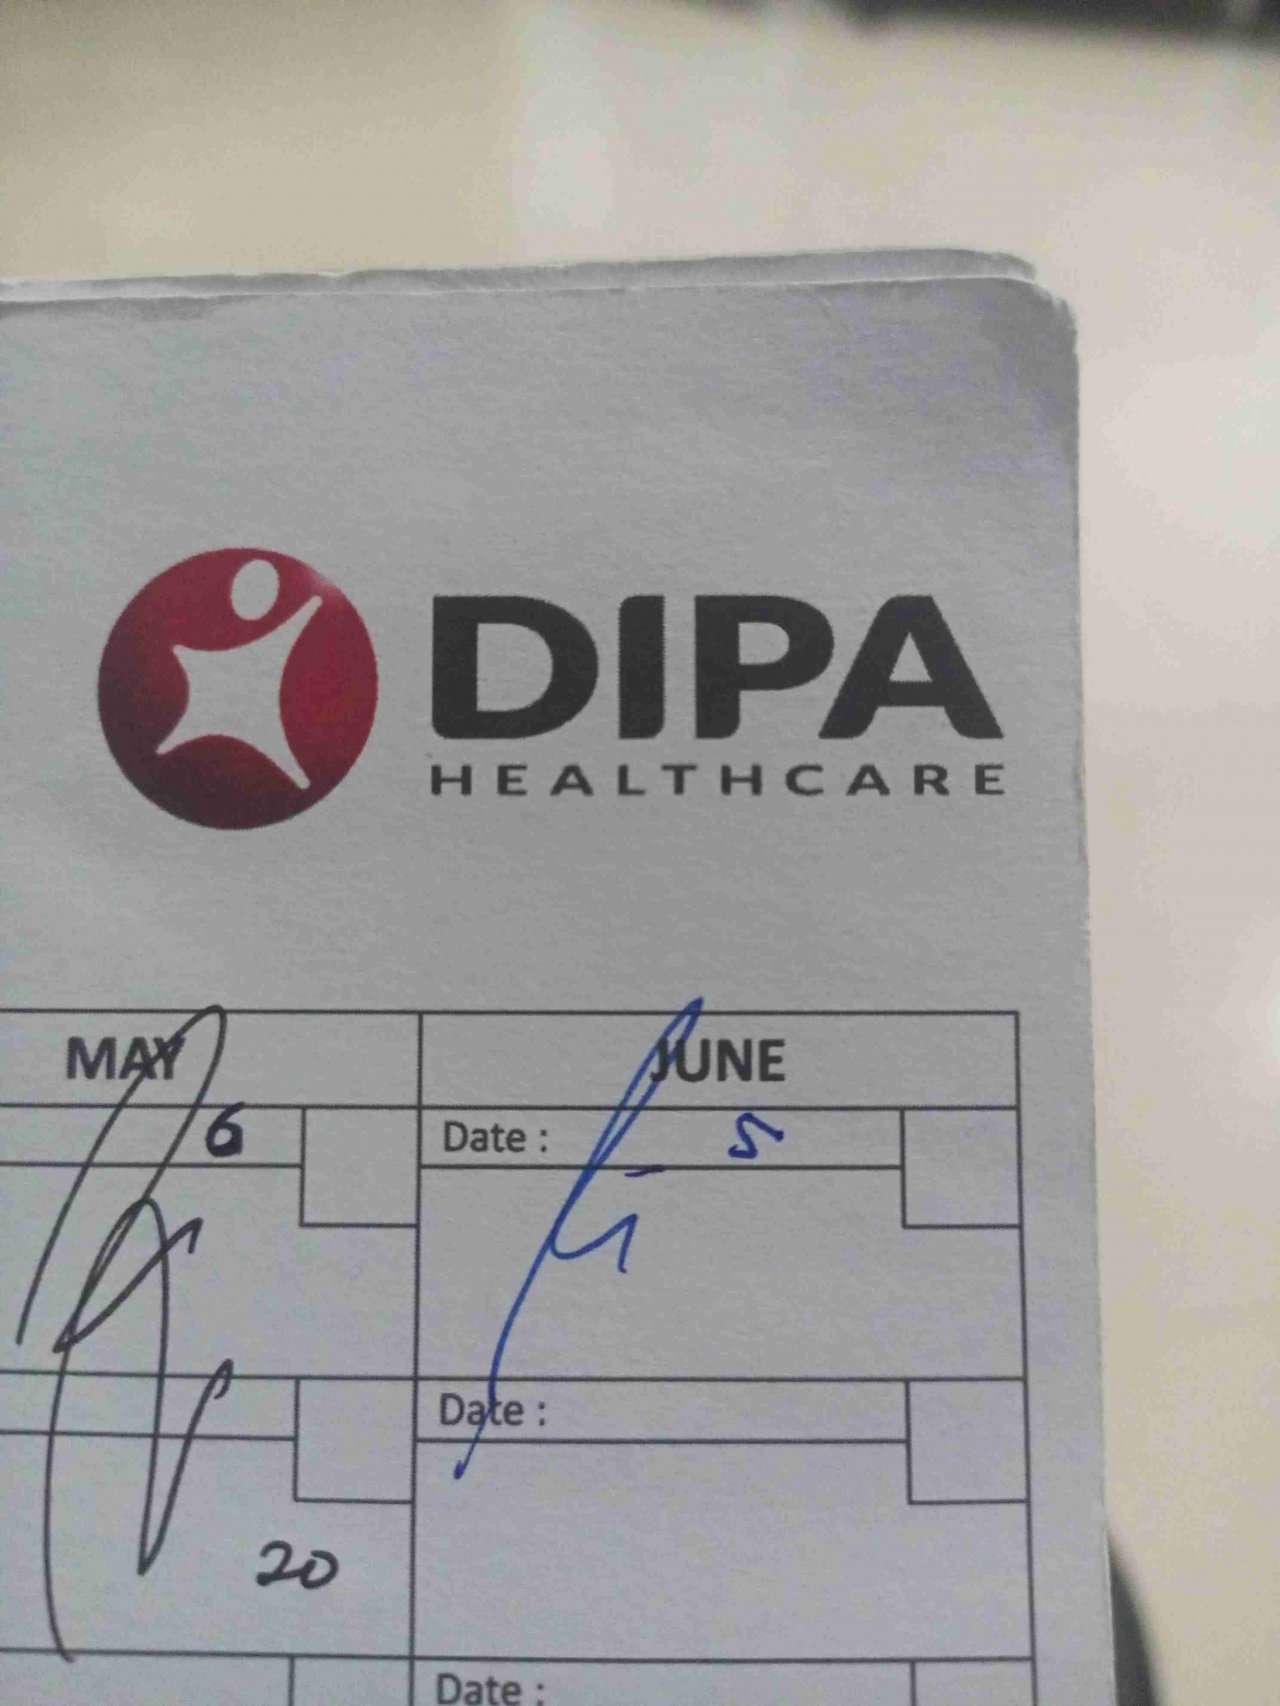 DIPA
HEALTHCARE
MAY JUNE
6 Date : 5
Date :
20
Date :